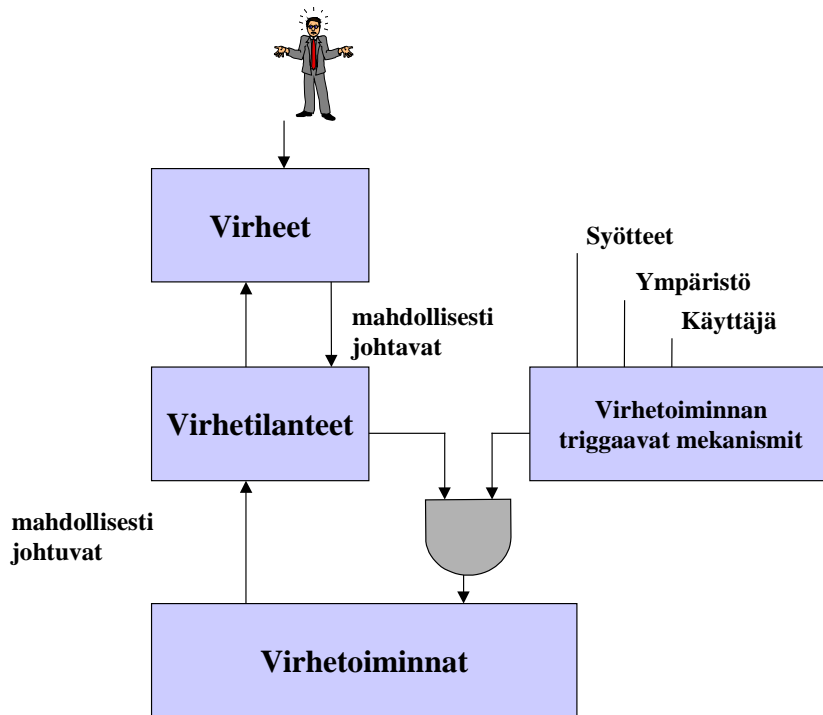 Virheet
Syötteet
Ympäristö
Käyttäjä
mahdollisesti
johtavat
Virhetilanteet
Virhetoiminnan
triggaavat mekanismit
mahdollisesti
johtuvat
Virhetoiminnat